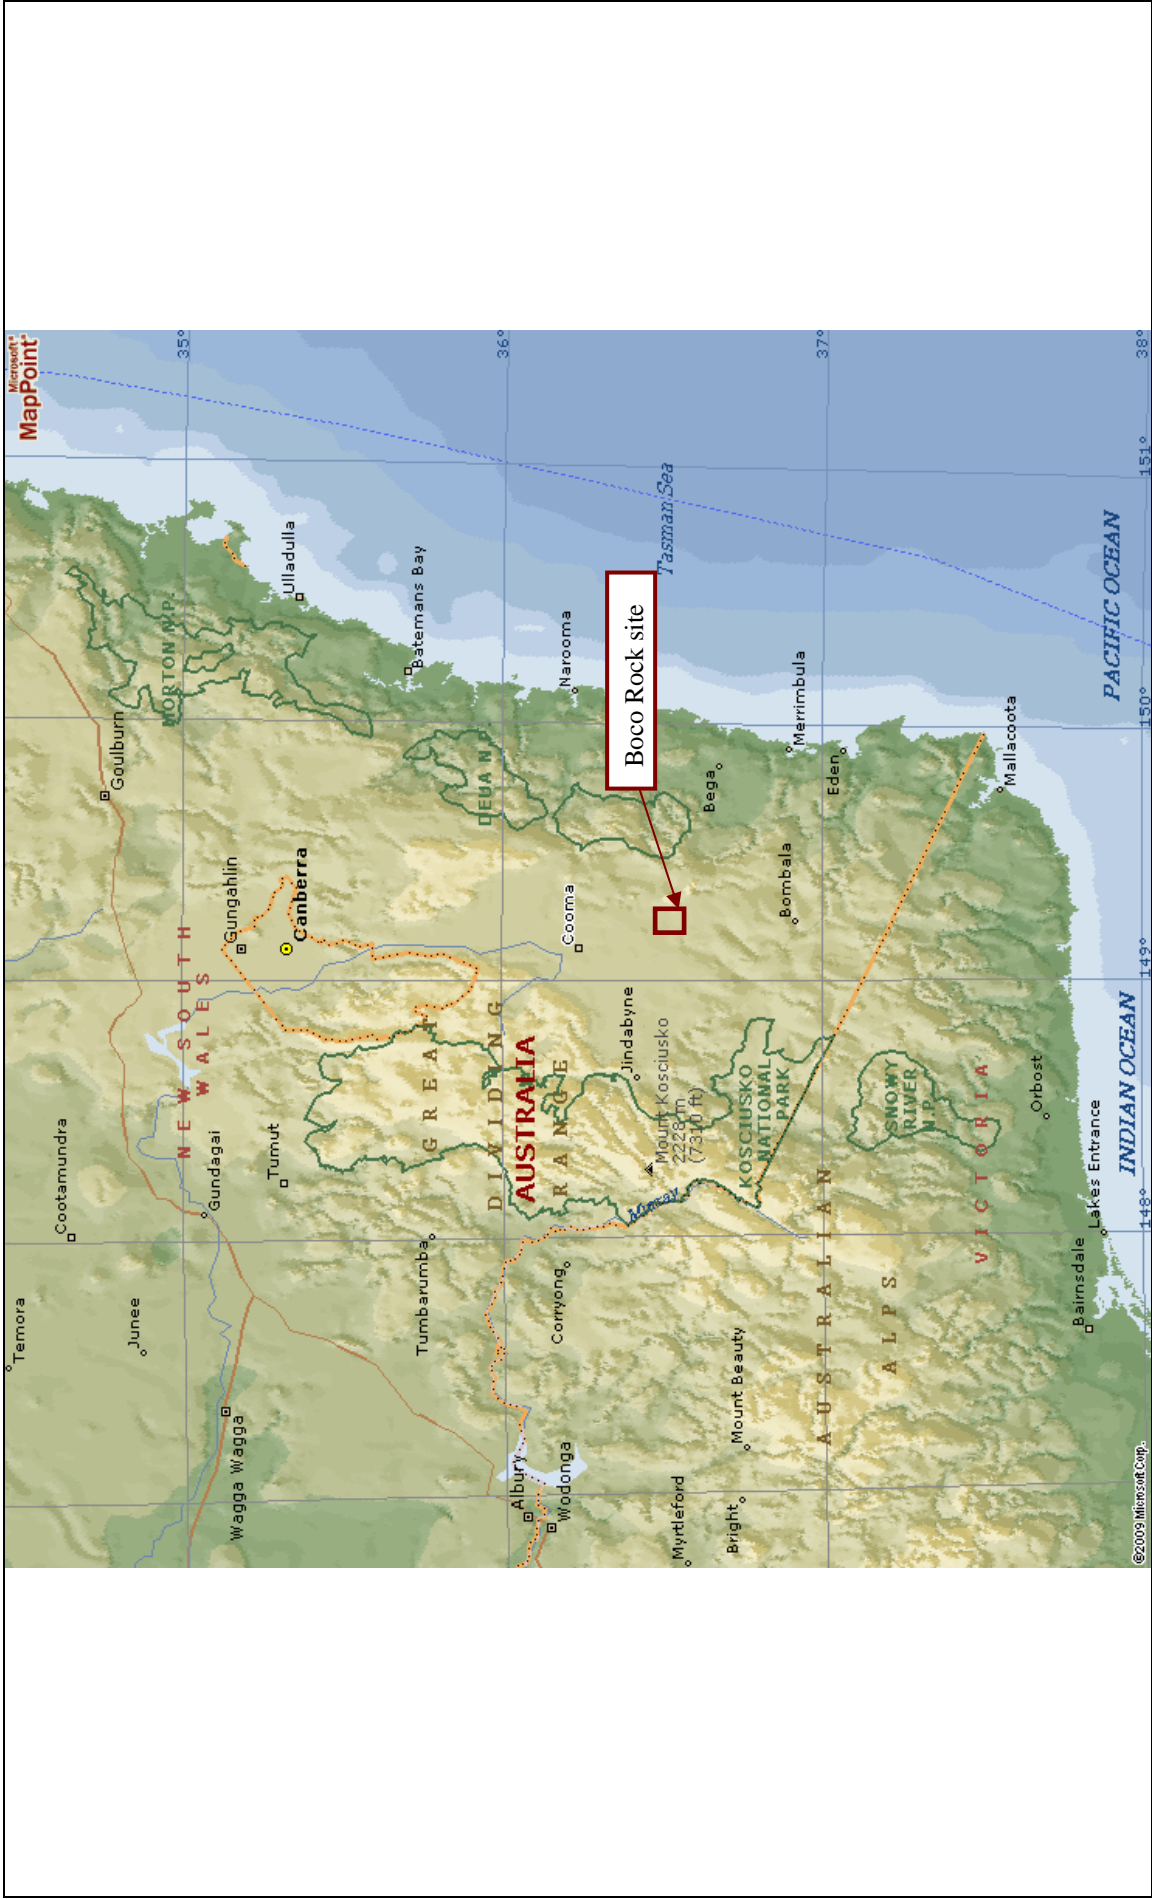 Microsoft®
MapPoint®
Temora
Cootamundra
Goulburn
Junee
MORTON N.P.
NEW SOUTH
WALES
35°
Gundagai
Gungahlin
Wagga Wagga
Tumut
Ulladulla
Canberra
Batemans Bay
Tumbarumba
GREAT
DEUA N
DIVIDING
36°
Albury
AUSTRALIA
Corryong
RANGE
Wodonga
Narooma
Cooma
Jindabyne
Boco Rock site
Murray
Mount Kosciusko
2228 m
(7310 ft)
Tasman Sea
Myrtleford
Bega
Bright
Mount Beauty
KOSCIUSKO
NATIONAL
PARK
Bombala
Merrimbula
AUSTRALIAN
37°
Eden
ALPS
SNOWY
RIVER
N.P.
VICTORIA
Mallacoota
Orbost
Bairnsdale
Lakes Entrance
PACIFIC OCEAN
INDIAN OCEAN
©2009 Microsoft Corp.
148°
149°
150°
151°
38°